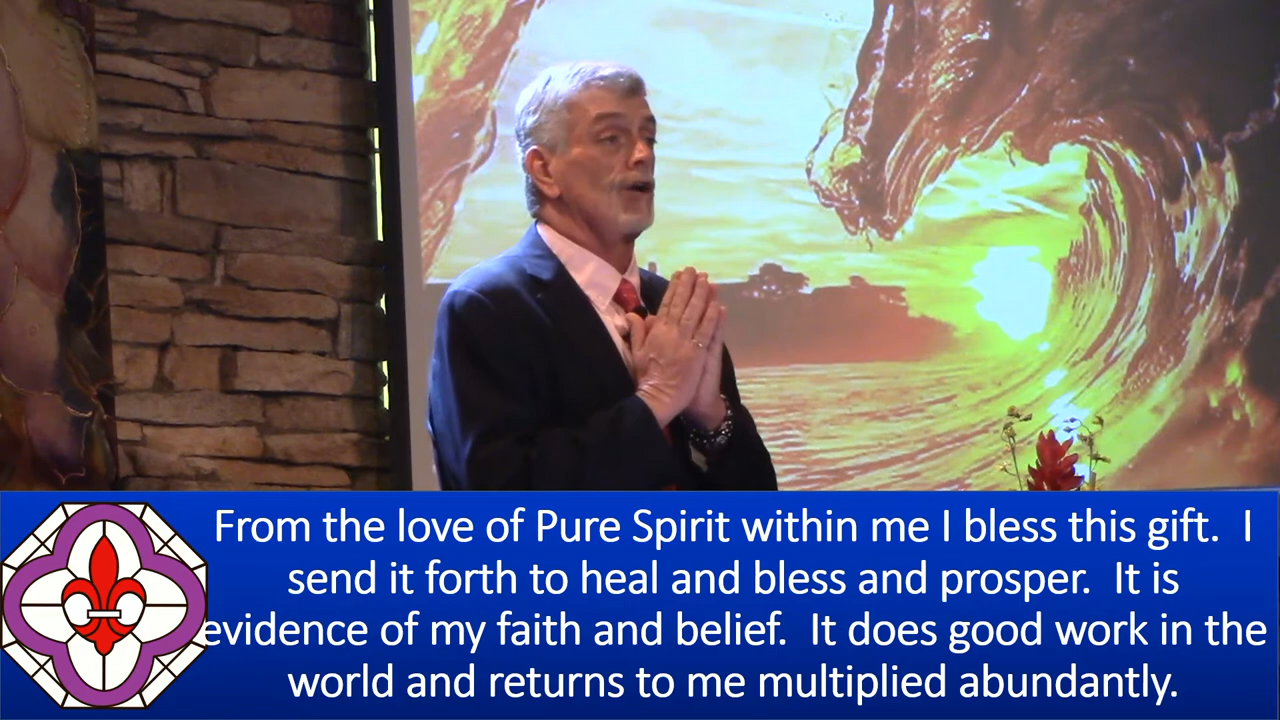 From the love of Pure Spirit within me I bless this gift.  I
send it forth to heal and bless and prosper.  It is
evidence of my faith and belief.  It does good work in the
world and returns to me multiplied abundantly.